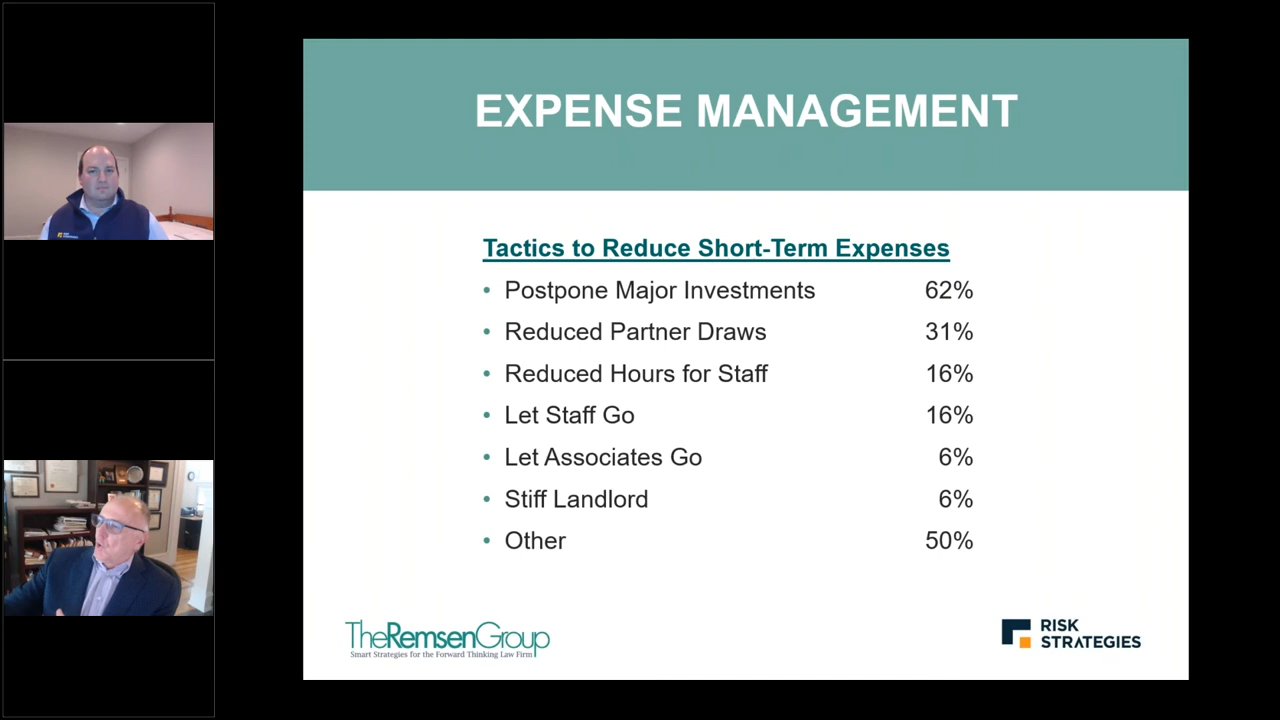 EXPENSE MANAGEMENT
Tactics to Reduce Short-Term Expenses
• Postpone Major Investments 62%
• Reduced Partner Draws 31%
• Reduced Hours for Staff 16%
• Let Staff Go 16%
• Let Associates Go 6%
• Stiff Landlord 6%
• Other 50%
TheRemsenGroup
Smart Strategies for the Forward Thinking Law Firm
RISK
STRATEGIES